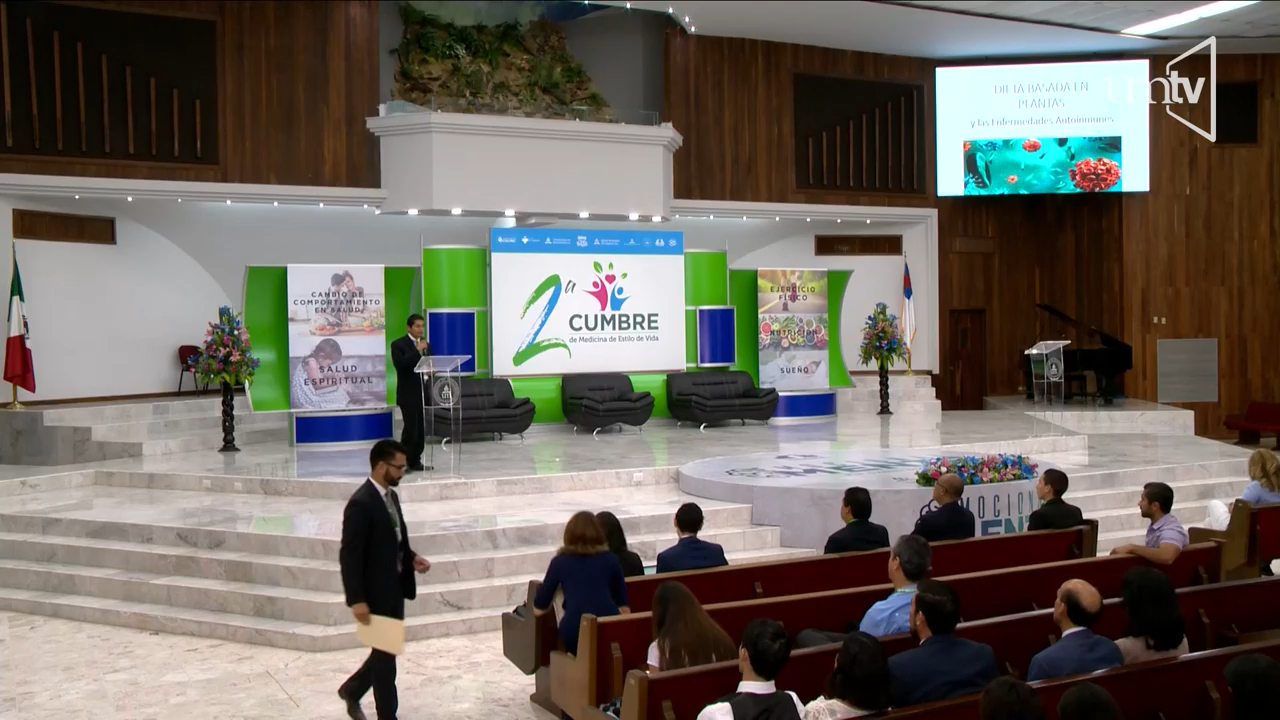 umtv
DIETA BASADA EN
PLANTAS
y las Enfermedades Autoinmunes
2a
CUMBRE
de Medicina de Estilo de Vida
CAMBIO DE
COMPORTAMIENTO
EN SALUD
SALUD
ESPIRITUAL
EJERCICIO
FÍSICO
NUTRICIÓN
SUEÑO